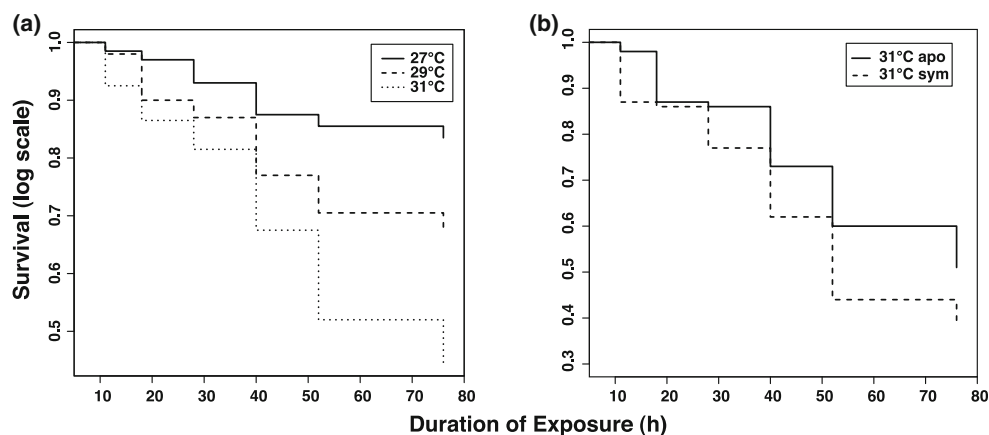 (a)
Survival (log scale)
1.0
0.9
0.8
0.7
0.6
0.5
27°C
29°C
31°C
10 20 30 40 50 60 70 80
(b)
1.0
0.9
0.8
0.7
0.6
0.5
0.4
0.3
31°C apo
31°C sym
10 20 30 40 50 60 70 80
Duration of Exposure (h)